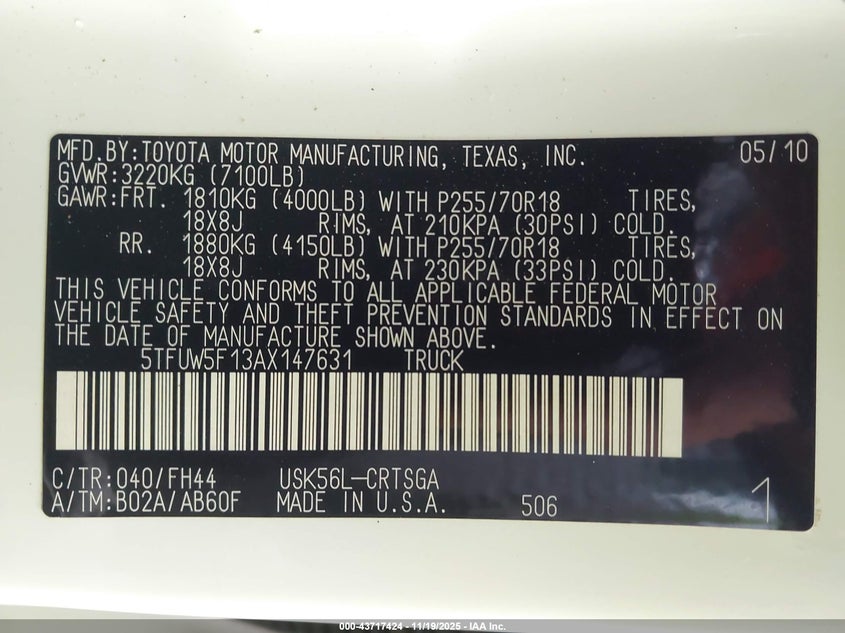 MFD.BY:TOYOTA MOTOR MANUFACTURING, TEXAS, INC. 05/10
GVWR:3220KG (7100LB)
GAWR:FRT. 1810KG (4000LB) WITH P255/70R18 TIRES,
18X8J RIMS, AT 210KPA (30PSI) COLD.
RR. 1880KG (4150LB) WITH P255/70R18 TIRES,
18X8J RIMS, AT 230KPA (33PSI) COLD.
THIS VEHICLE CONFORMS TO ALL APPLICABLE FEDERAL MOTOR
VEHICLE SAFETY AND THEFT PREVENTION STANDARDS IN EFFECT ON
THE DATE OF MANUFACTURE SHOWN ABOVE.
5TFUW5F13AX147631 TRUCK
C/TR:040/FH44 USK56L-CRTSGA
A/TM:B02A/AB60F MADE IN U.S.A. 506 1
000-43717424 - 11/19/2025 - IAA Inc.